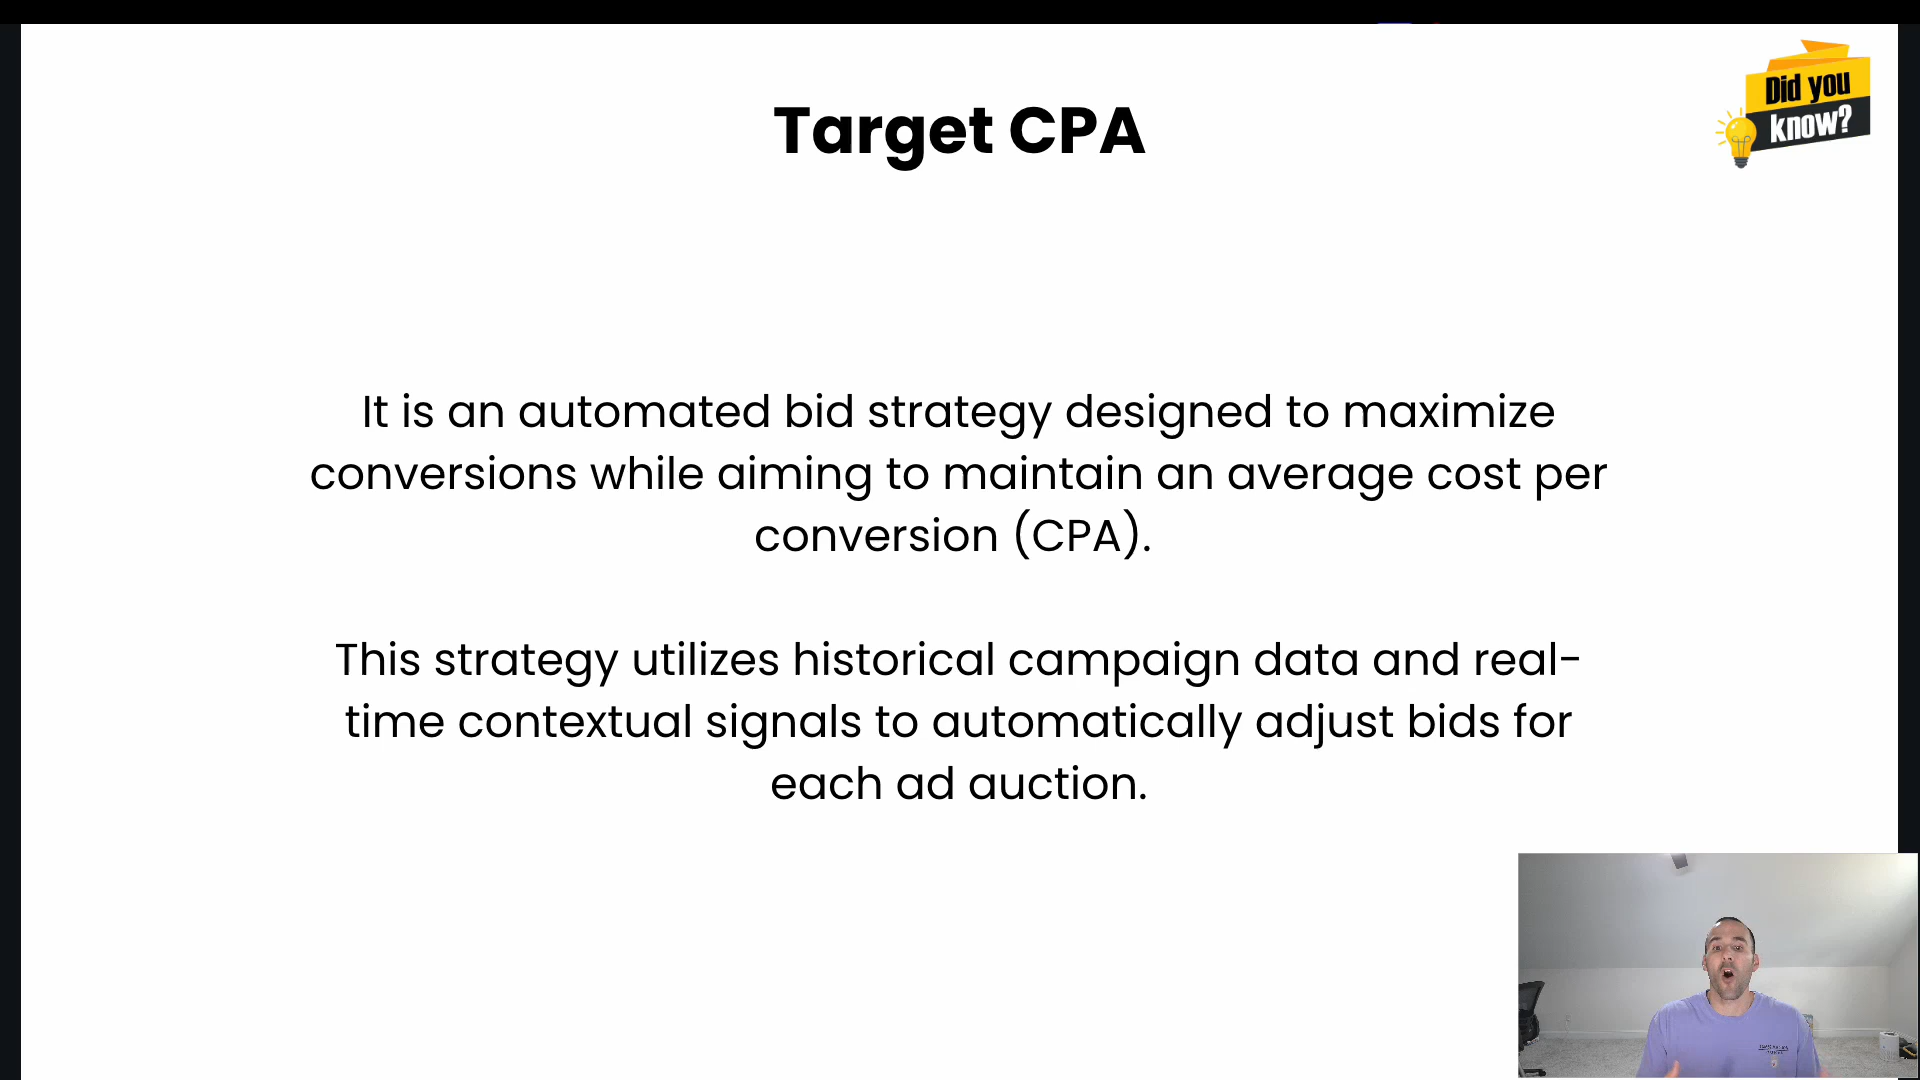 Target CPA
Did you
know?
It is an automated bid strategy designed to maximize
conversions while aiming to maintain an average cost per
conversion (CPA).
This strategy utilizes historical campaign data and real-
time contextual signals to automatically adjust bids for
each ad auction.